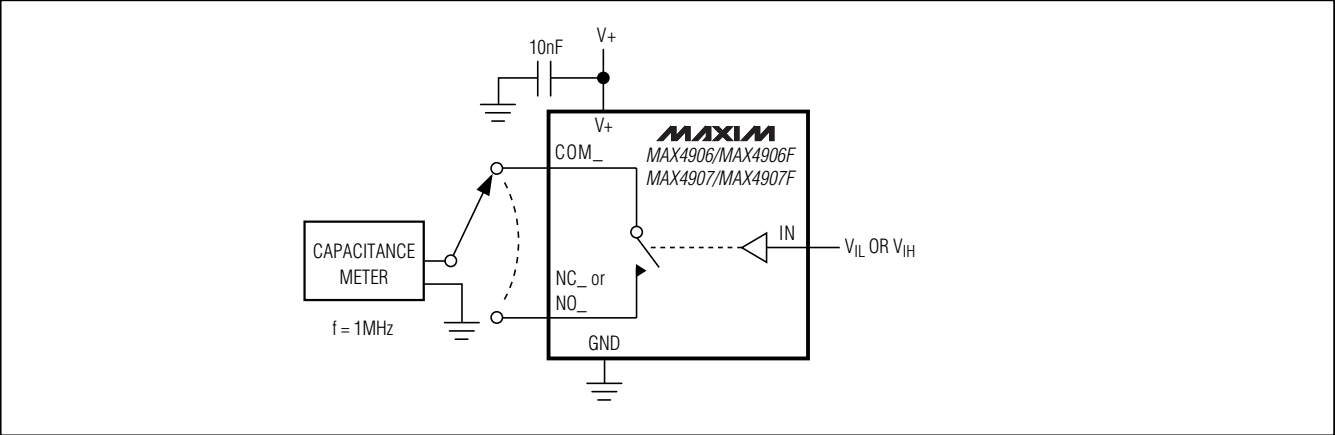 10nF
V+
V+
MAXIM
MAX4906/MAX4906F
MAX4907/MAX4907F
COM_
IN
VIL OR VIH
CAPACITANCE
METER
f = 1MHz
NC_ or
NO_
GND